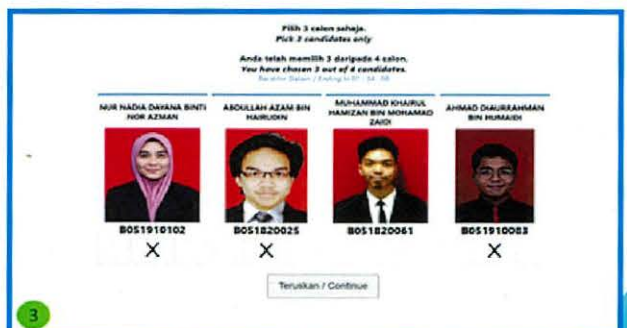 Pilih 3 calon sahaja.
Pick 3 candidates only
Anda telah memilih 3 daripada 4 calon.
You have chosen 3 out of 4 candidates.
NUR NADIA DAYANA BINTI
NOR AZMAN
ABDULLAH AZAM BIN
HAIRUDIN
MUHAMMAD KHAIRUL
HAMIZAN BIN MOHAMAD
ZAIDI
AHMAD DIAURRAHMAN
BIN HUMAIDI
B051910102
B051820025
B051820061
B051910083
X
X
X
Teruskan / Continue
3